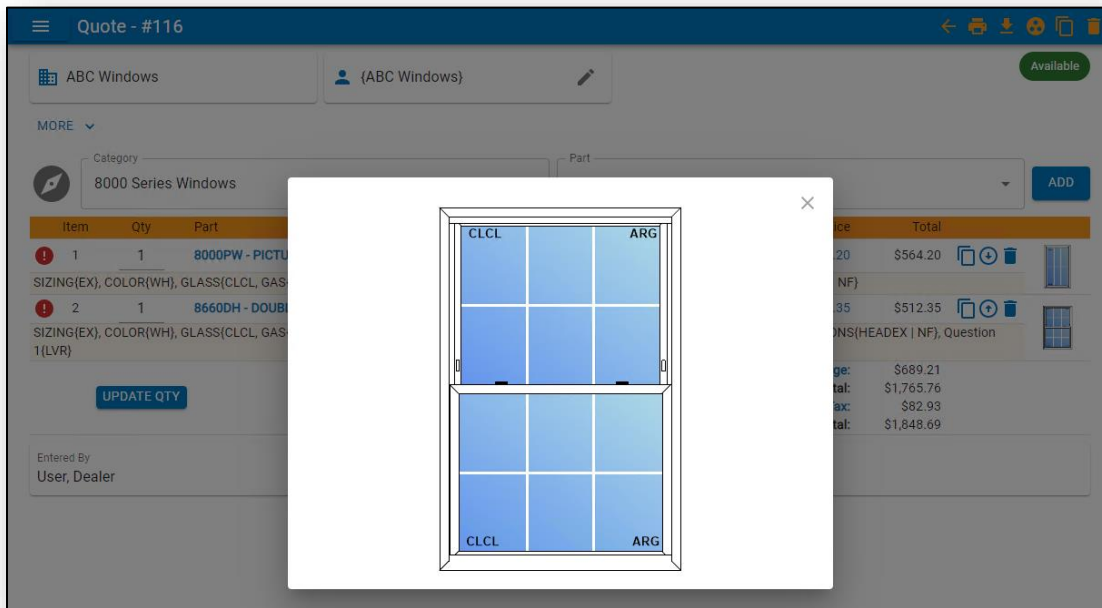 Quote - #116
ABC Windows
{ABC Windows}
Available
MORE
Category
8000 Series Windows
Part
ADD
Item Qty Part Total
1 1 8000PW - PICTU .20 $564.20
SIZING{EX}, COLOR{WH}, GLASS{CLCL, GAS NF}
2 1 8660DH - DOUB .35 $512.35
SIZING{EX}, COLOR{WH}, GLASS{CLCL, GAS ONS{HEADEX | NF}, Question
1{LVR}
ge: $689.21
tal: $1,765.76
ax: $82.93
tal: $1,848.69
UPDATE QTY
Entered By
User, Dealer
CLCL ARG
CLCL ARG